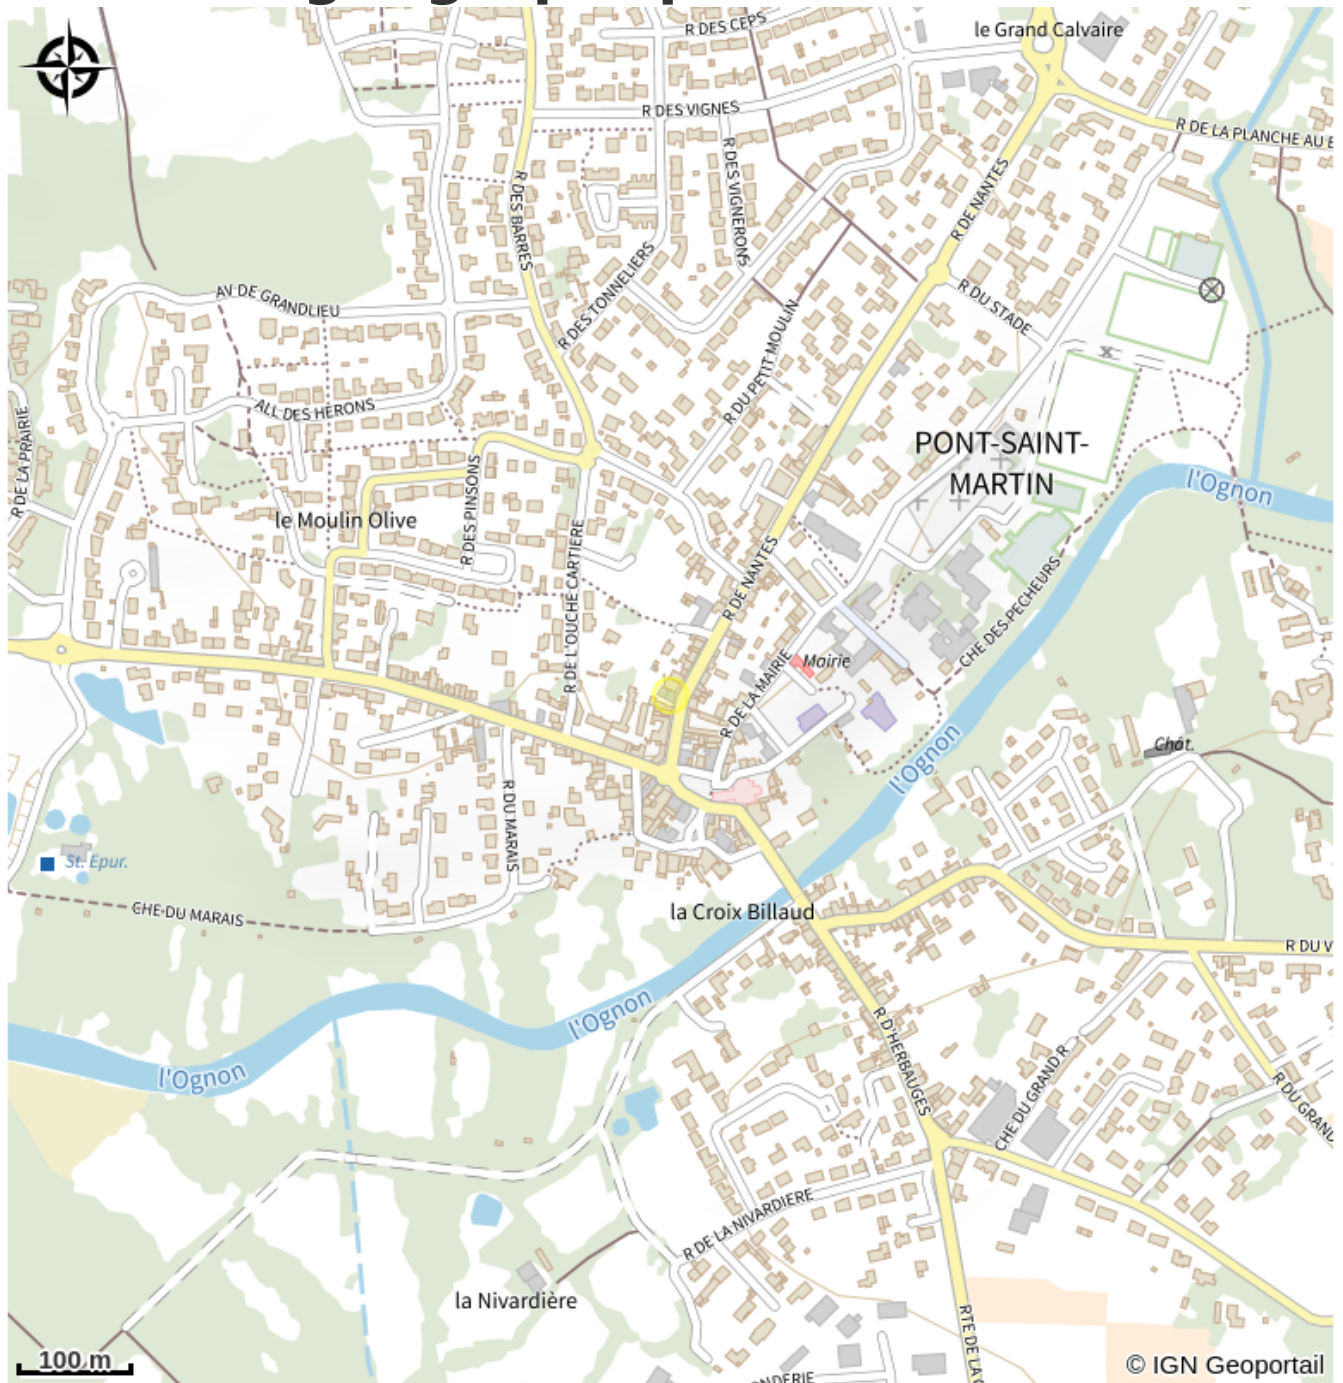 R DES CEPS
le Grand Calvaire
R DES VIGNES
R DE LA PLANCHE AU
R DES VIGNERONS
R DES BARRES
R DE NANTES
R DES TONNELIERS
AV DE GRANDLIEU
R DU STADE
R DU PETIT MOULIN
ALL DES HERONS
R DE LA PRAIRIE
PONT-SAINT-
MARTIN
l'Ognon
le Moulin Olive
R DES PINSONS
R DE L'OUCHE CARTIERE
R DE NANTES
CHE DES PECHEURS
Mairie
R DE LA MAIRIE
Chât.
l'Ognon
R DU MARAIS
St. Epur.
CHE DU MARAIS
la Croix Billaud
R DU V
l'Ognon
l'Ognon
R D'HERBAUGES
CHE DU GRAND R
R DU GRAND
R DE LA NIVARDIERE
la Nivardière
RTE DE LA
100 m
© IGN Geoportail